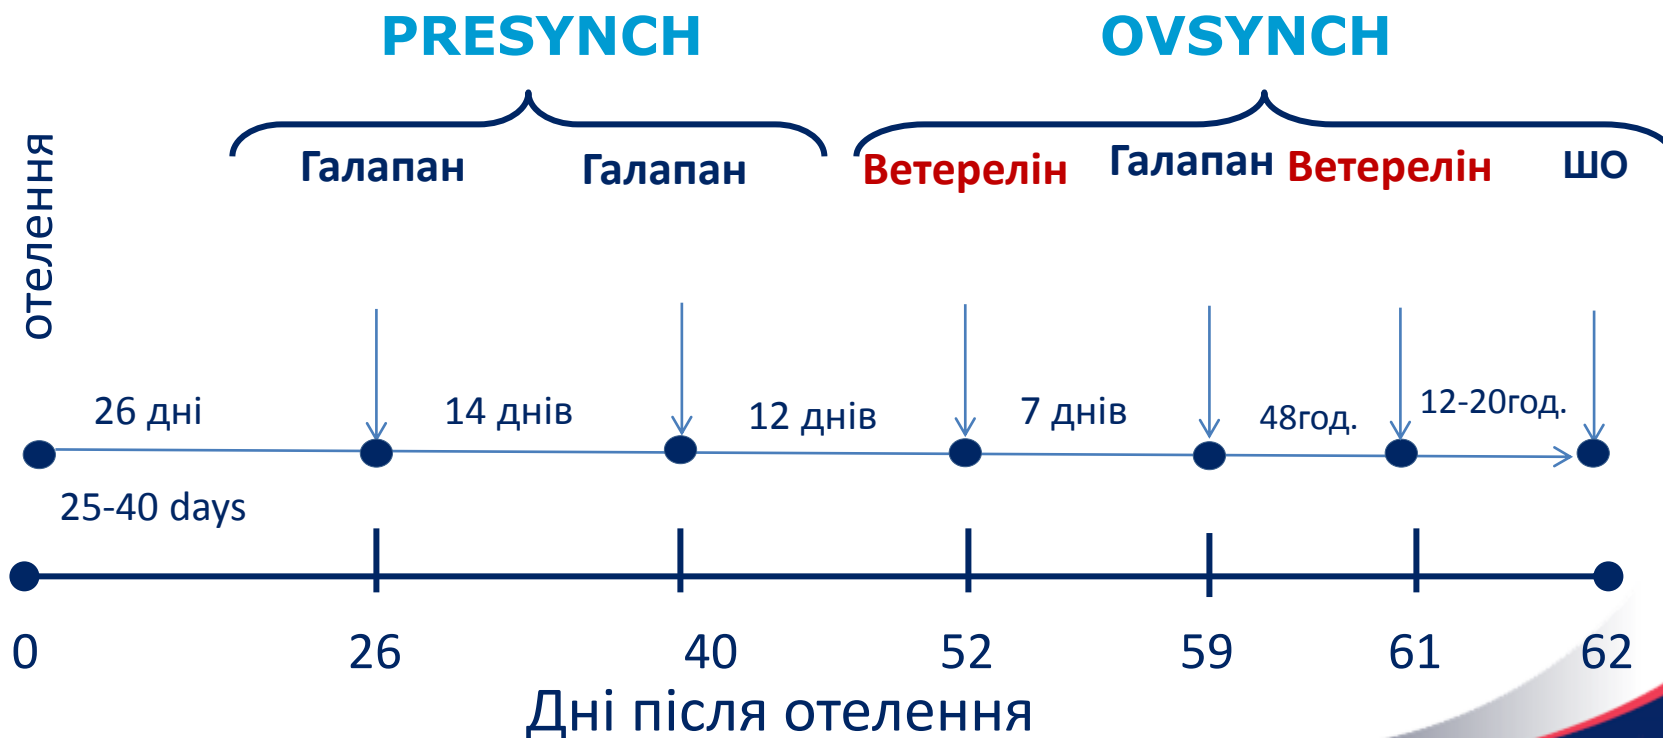 PRESYNCH
OVSYNCH
отелення
Галапан
Галапан
Ветерелін
Галапан
Ветерелін
ШО
26 дні
14 днів
12 днів
7 днів
48год.
12-20год.
25-40 days
0
26
40
52
59
61
62
Дні після отелення